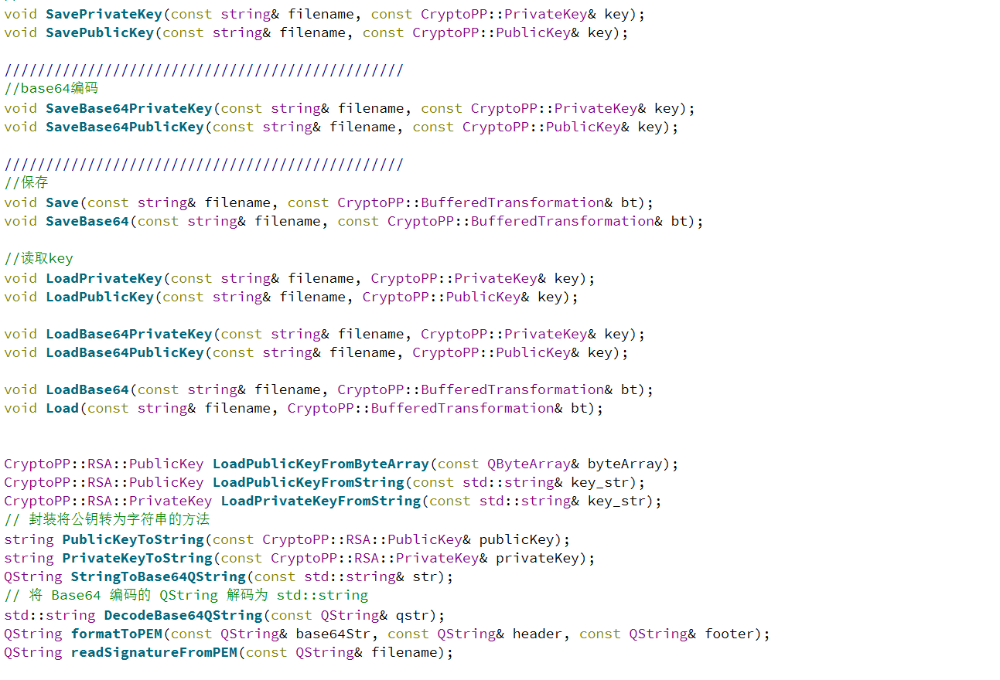 void SavePrivateKey(const string& filename, const CryptoPP::PrivateKey& key);
void SavePublicKey(const string& filename, const CryptoPP::PublicKey& key);
////////////////////////////////////////////////
//base64编码
void SaveBase64PrivateKey(const string& filename, const CryptoPP::PrivateKey& key);
void SaveBase64PublicKey(const string& filename, const CryptoPP::PublicKey& key);
////////////////////////////////////////////////
//保存
void Save(const string& filename, const CryptoPP::BufferedTransformation& bt);
void SaveBase64(const string& filename, const CryptoPP::BufferedTransformation& bt);
//读取key
void LoadPrivateKey(const string& filename, CryptoPP::PrivateKey& key);
void LoadPublicKey(const string& filename, CryptoPP::PublicKey& key);
void LoadBase64PrivateKey(const string& filename, CryptoPP::PrivateKey& key);
void LoadBase64PublicKey(const string& filename, CryptoPP::PublicKey& key);
void LoadBase64(const string& filename, CryptoPP::BufferedTransformation& bt);
void Load(const string& filename, CryptoPP::BufferedTransformation& bt);
CryptoPP::RSA::PublicKey LoadPublicKeyFromByteArray(const QByteArray& byteArray);
CryptoPP::RSA::PublicKey LoadPublicKeyFromString(const std::string& key_str);
CryptoPP::RSA::PrivateKey LoadPrivateKeyFromString(const std::string& key_str);
// 封装将公钥转为字符串的方法
string PublicKeyToString(const CryptoPP::RSA::PublicKey& publicKey);
string PrivateKeyToString(const CryptoPP::RSA::PrivateKey& privateKey);
QString StringToBase64QString(const std::string& str);
// 将 Base64 编码的 QString 解码为 std::string
std::string DecodeBase64QString(const QString& qstr);
QString formatToPEM(const QString& base64Str, const QString& header, const QString& footer);
QString readSignatureFromPEM(const QString& filename);